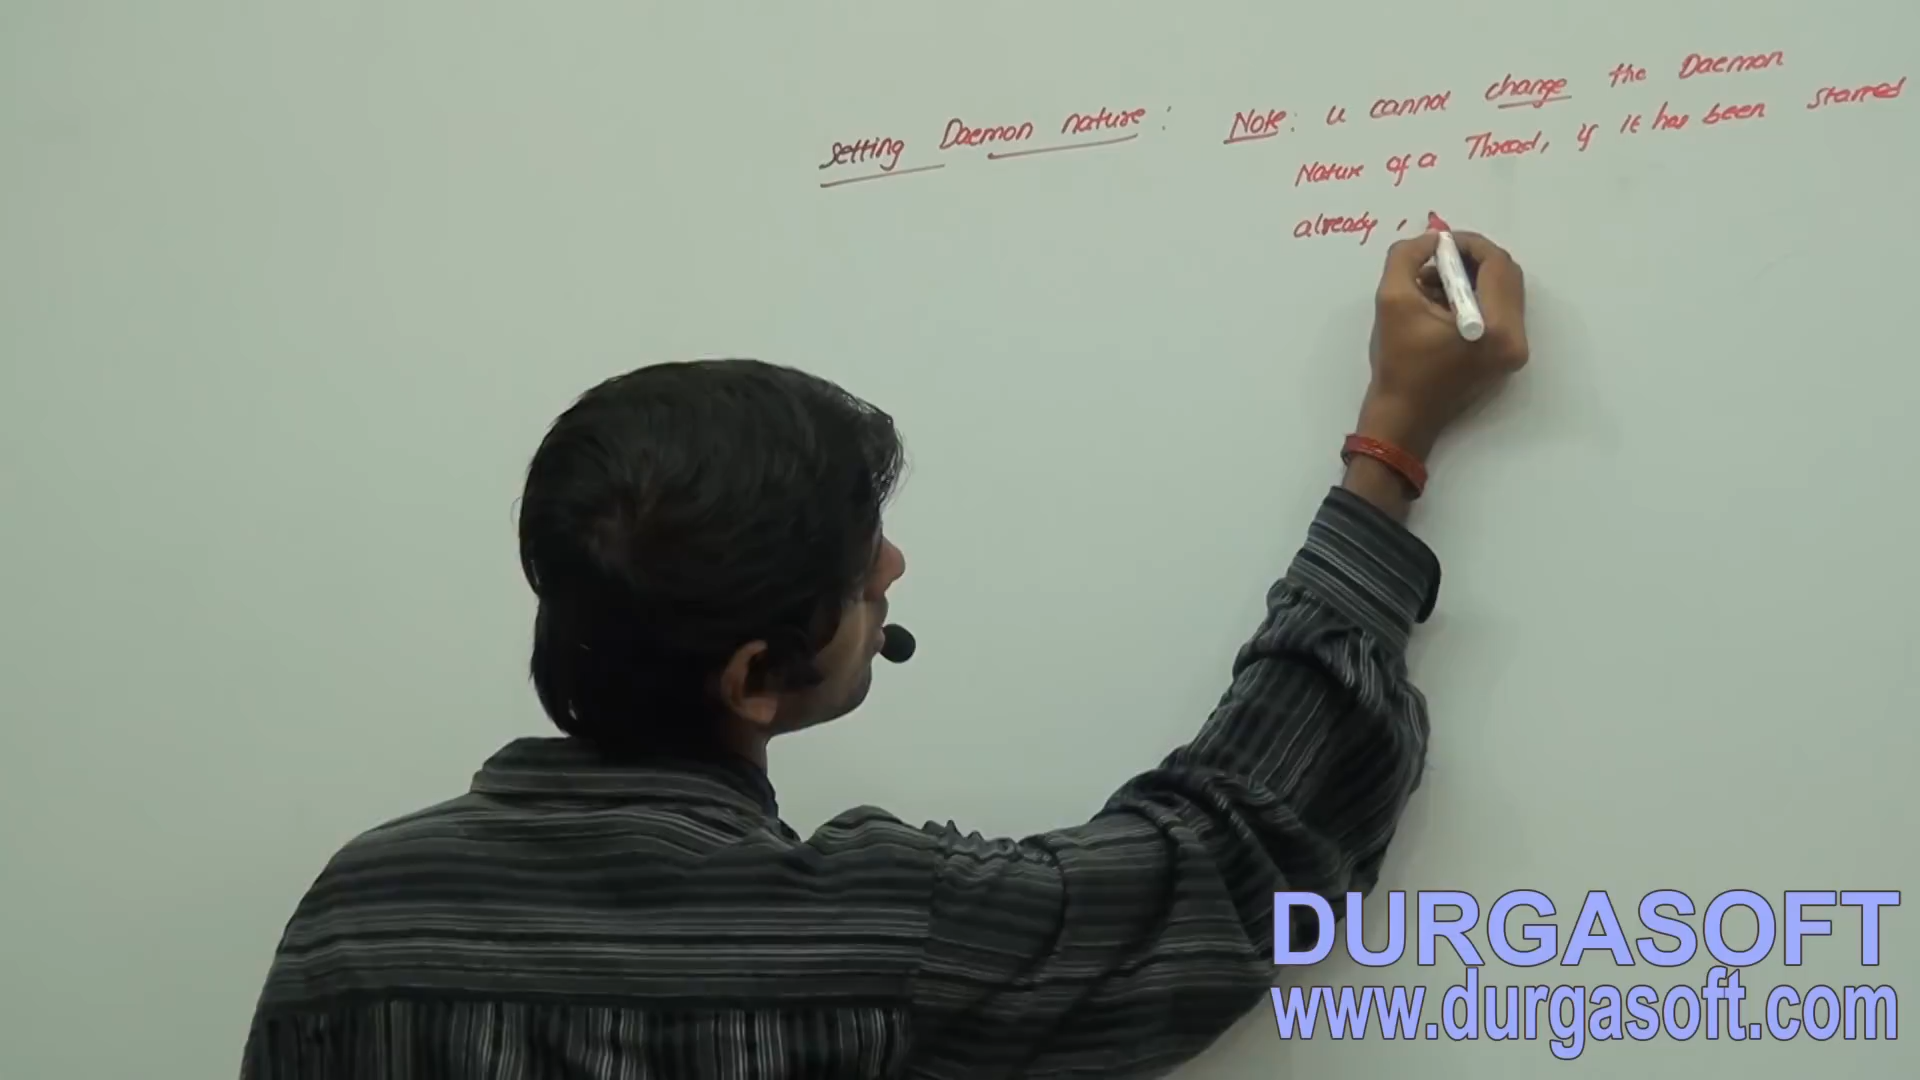 Setting Daemon nature : Note : u cannot change the Daemon
Nature of a Thread, if it has been started
already ,
DURGASOFT
www.durgasoft.com